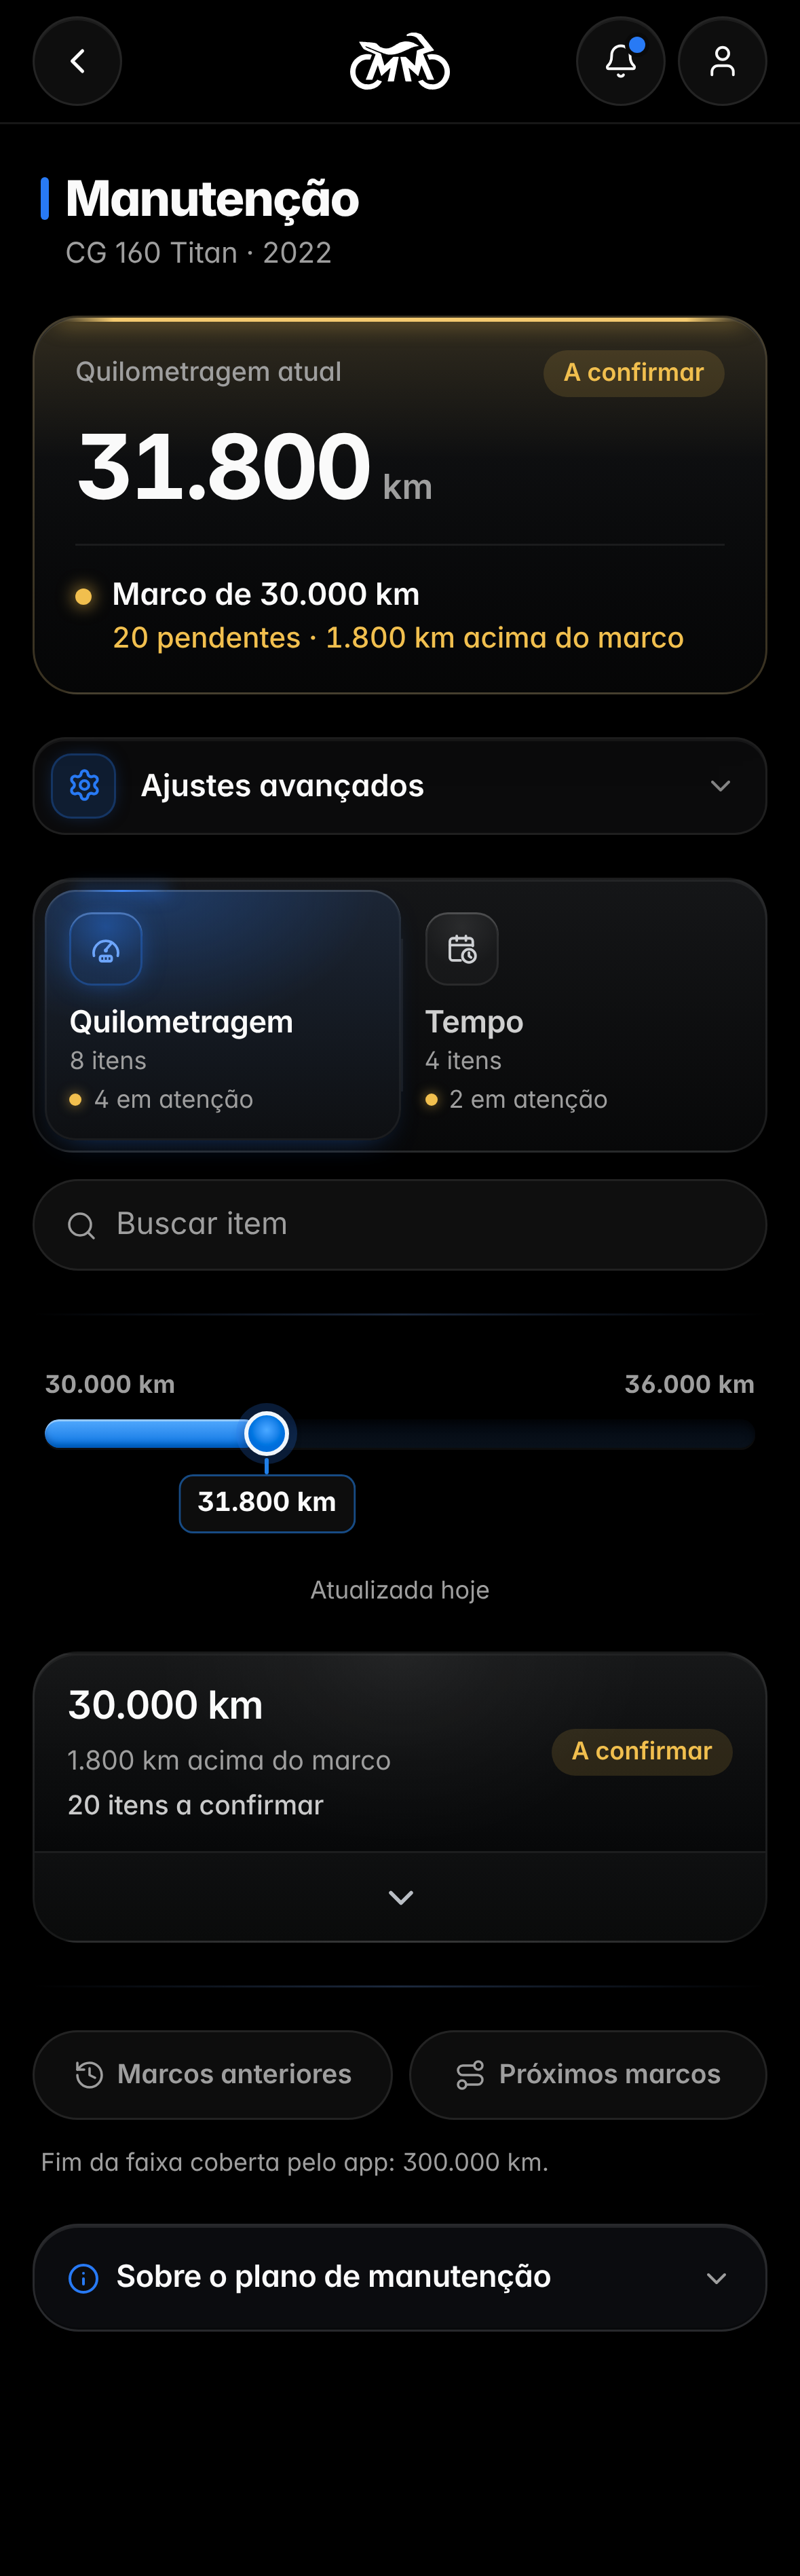 MM
Manutenção
CG 160 Titan · 2022
Quilometragem atual
A confirmar
31.800 km
Marco de 30.000 km
20 pendentes · 1.800 km acima do marco
Ajustes avançados
Quilometragem
8 itens
4 em atenção
Tempo
4 itens
2 em atenção
Buscar item
30.000 km
36.000 km
31.800 km
Atualizada hoje
30.000 km
1.800 km acima do marco
20 itens a confirmar
A confirmar
Marcos anteriores
Próximos marcos
Fim da faixa coberta pelo app: 300.000 km.
Sobre o plano de manutenção